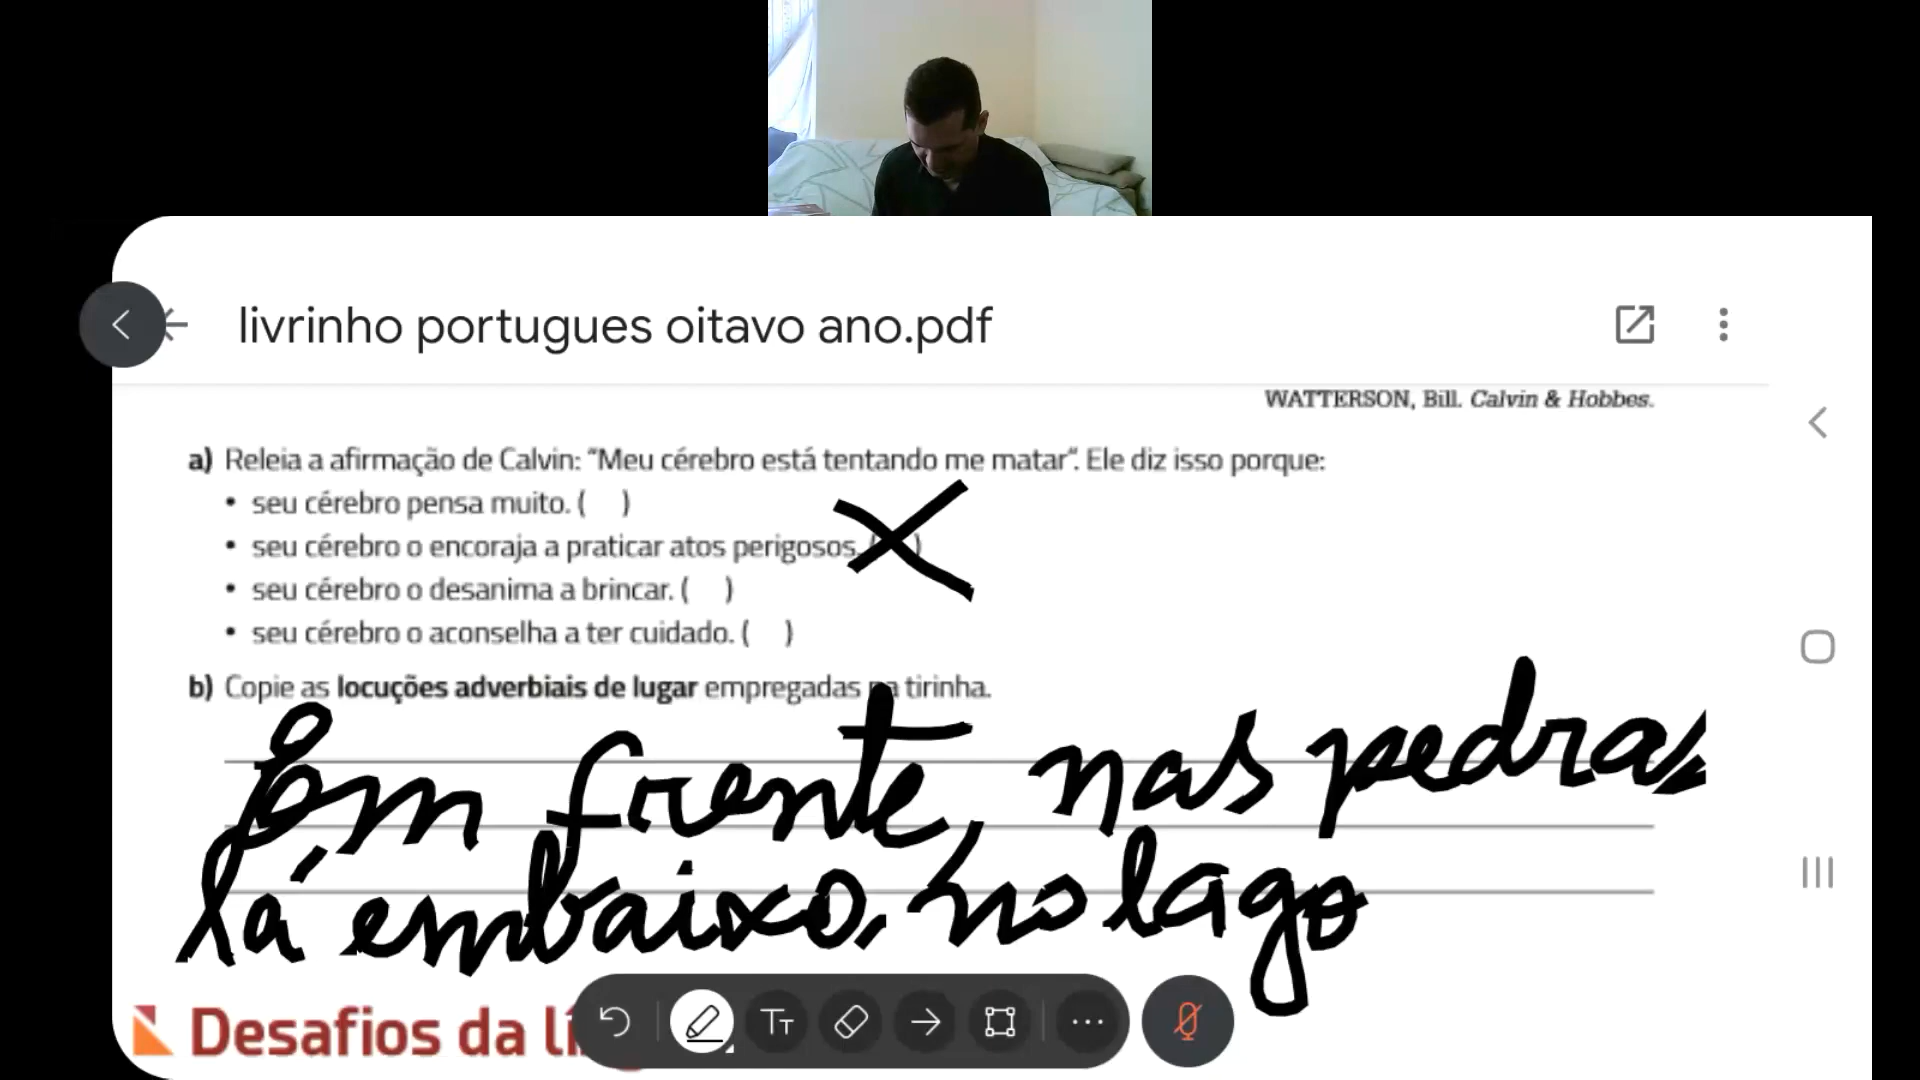 livrinho portugues oitavo ano.pdf
WATTERSON, Bill. Calvin & Hobbes.
a) Releia a afirmação de Calvin: "Meu cérebro está tentando me matar". Ele diz isso porque:
• seu cérebro pensa muito. ( )
• seu cérebro o encoraja a praticar atos perigosos. (X)
• seu cérebro o desanima a brincar. ( )
• seu cérebro o aconselha a ter cuidado. ( )
b) Copie as locuções adverbiais de lugar empregadas na tirinha.
Em frente, nas pedras
lá embaixo, no lago
Desafios da
Tт